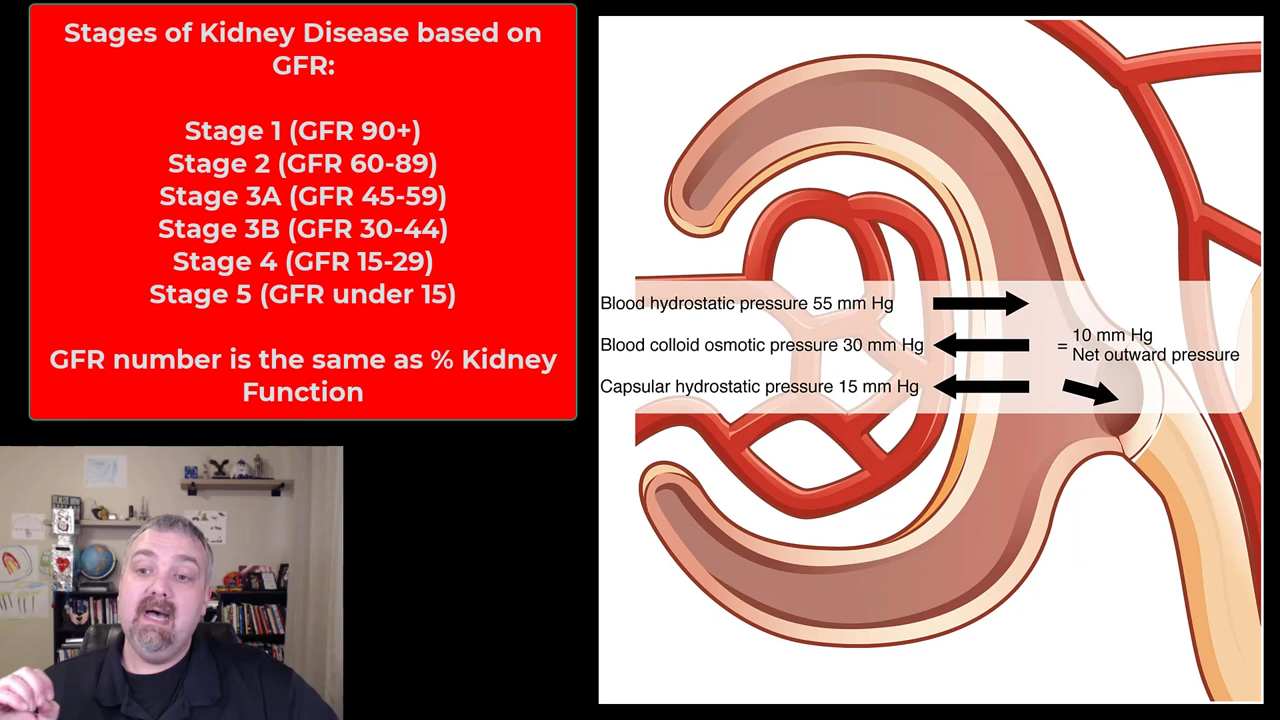 Stages of Kidney Disease based on
GFR:
Stage 1 (GFR 90+)
Stage 2 (GFR 60-89)
Stage 3A (GFR 45-59)
Stage 3B (GFR 30-44)
Stage 4 (GFR 15-29)
Stage 5 (GFR under 15)
GFR number is the same as % Kidney
Function
Blood hydrostatic pressure 55 mm Hg
Blood colloid osmotic pressure 30 mm Hg
Capsular hydrostatic pressure 15 mm Hg
= 10 mm Hg
Net outward pressure